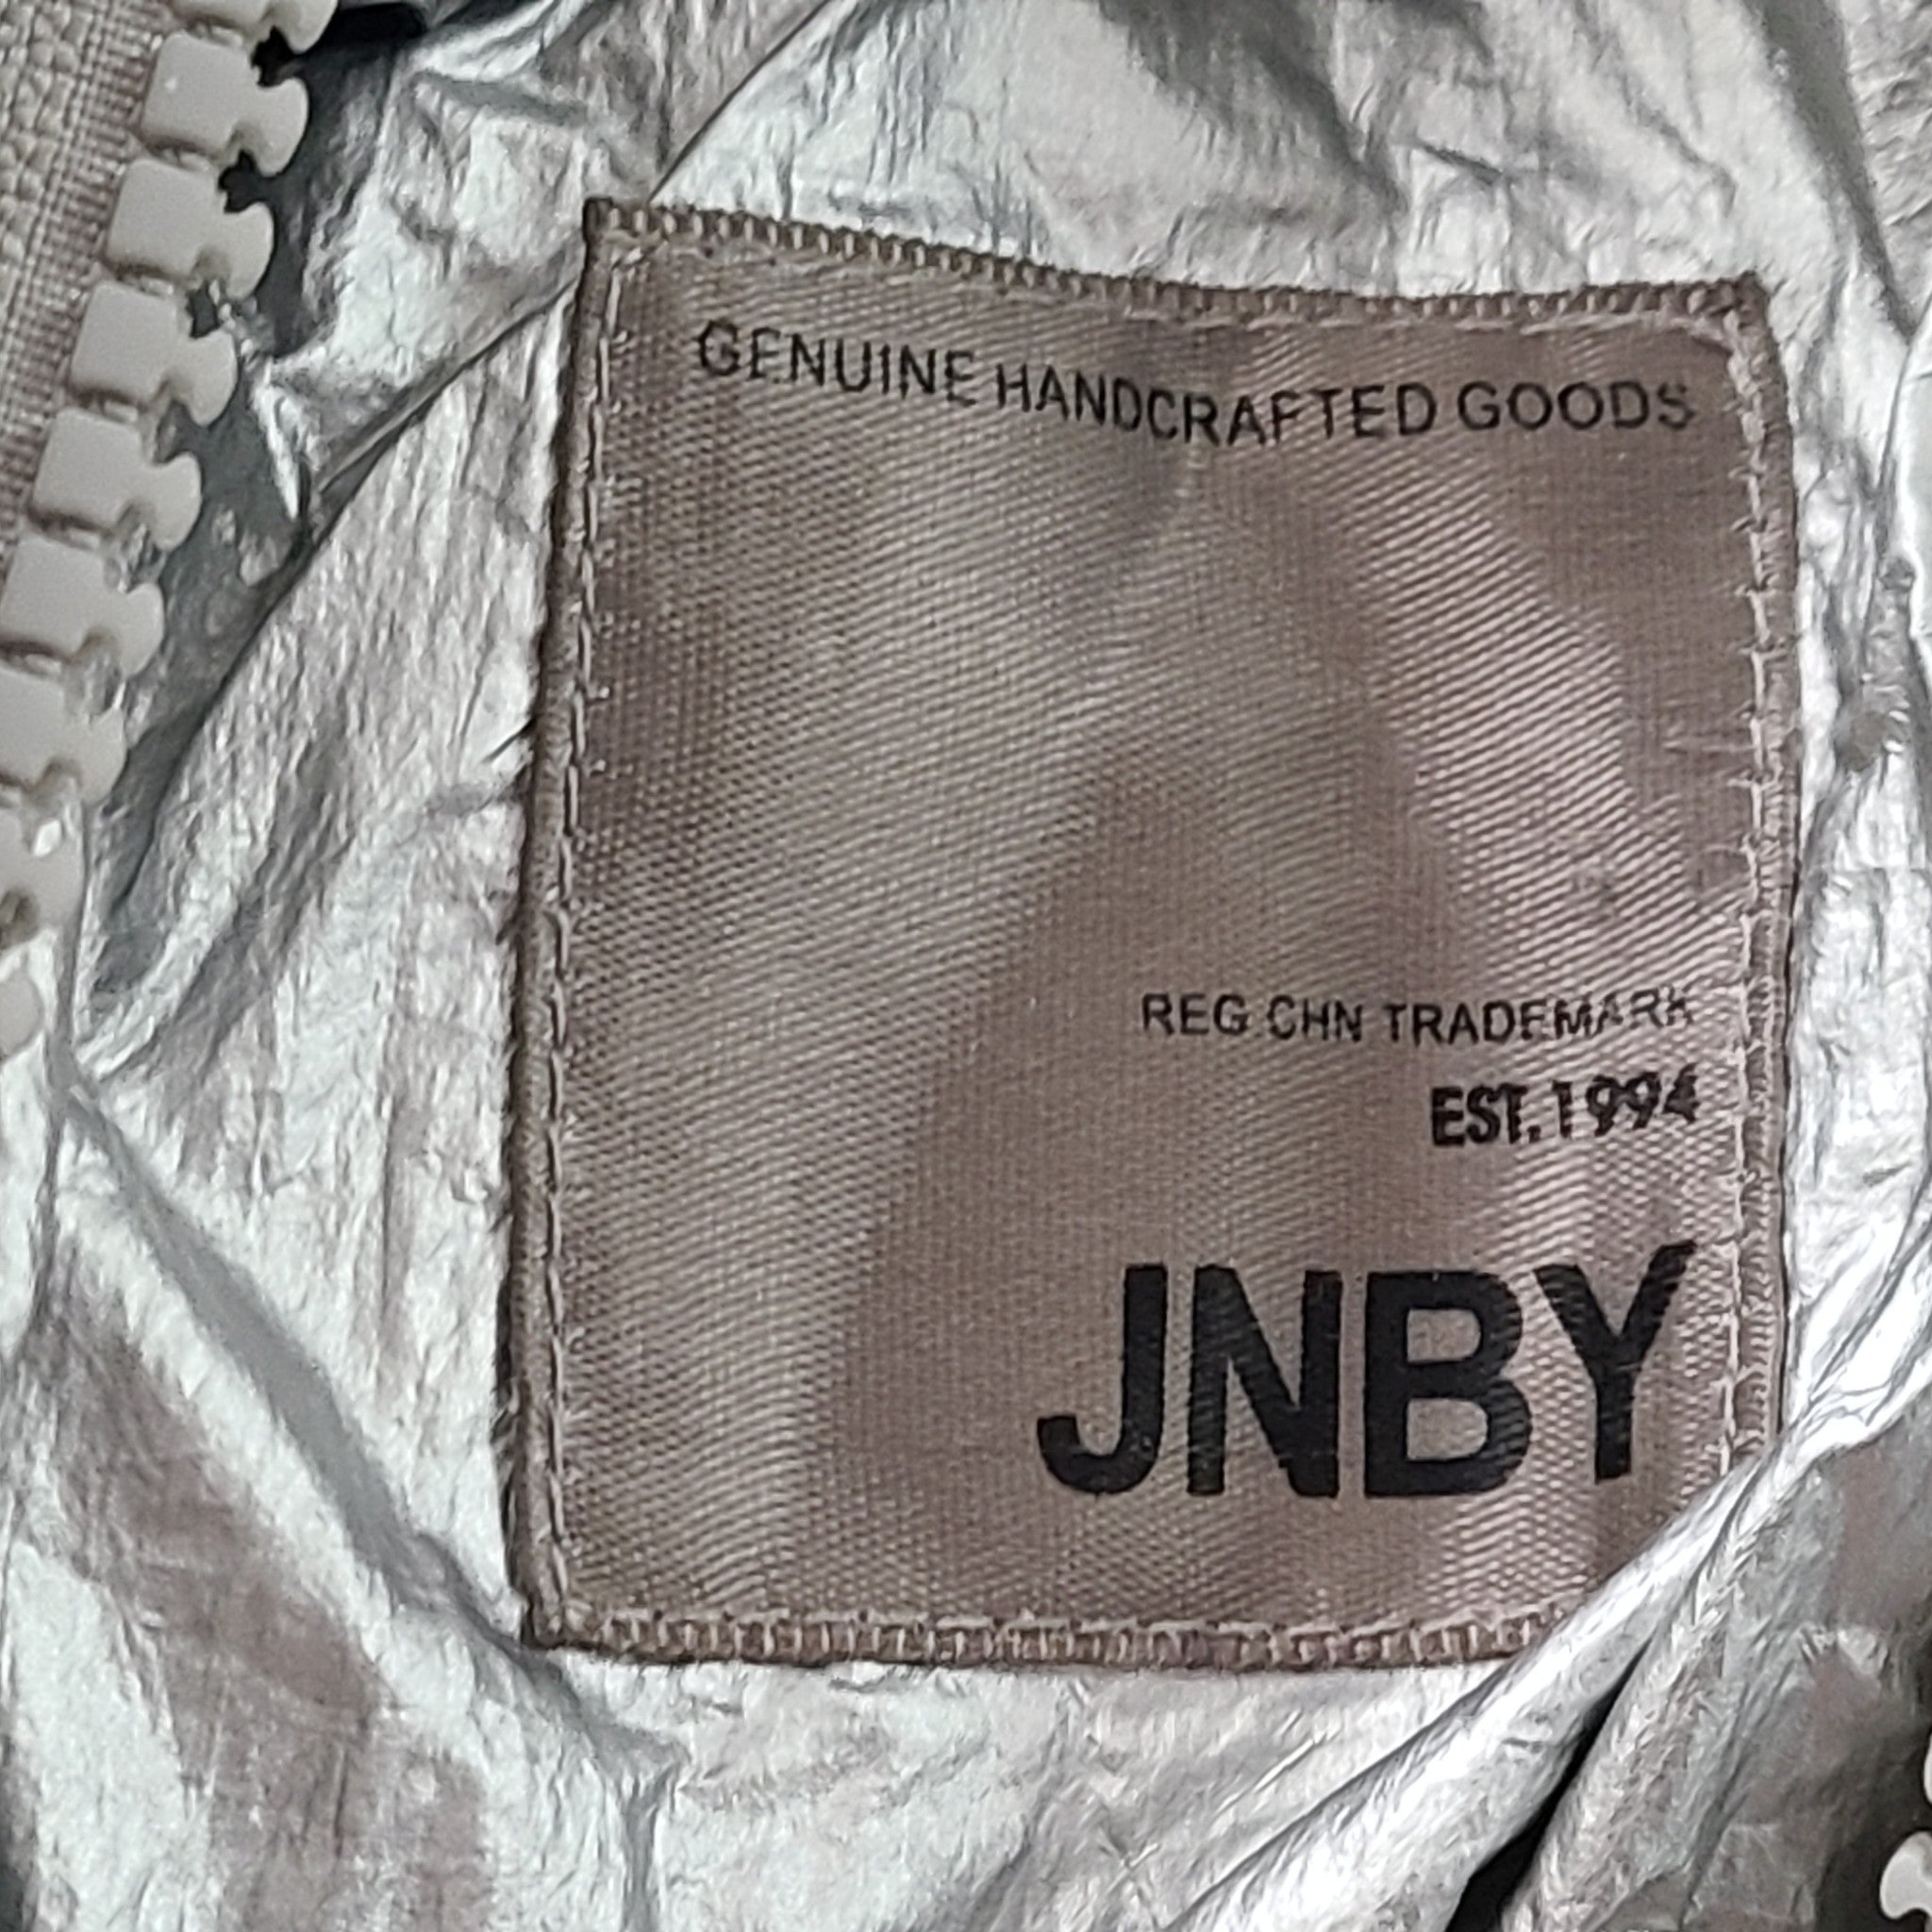 GENUINE HANDCRAFTED GOODS
REG CHN TRADEMARK
EST.1994
JNBY